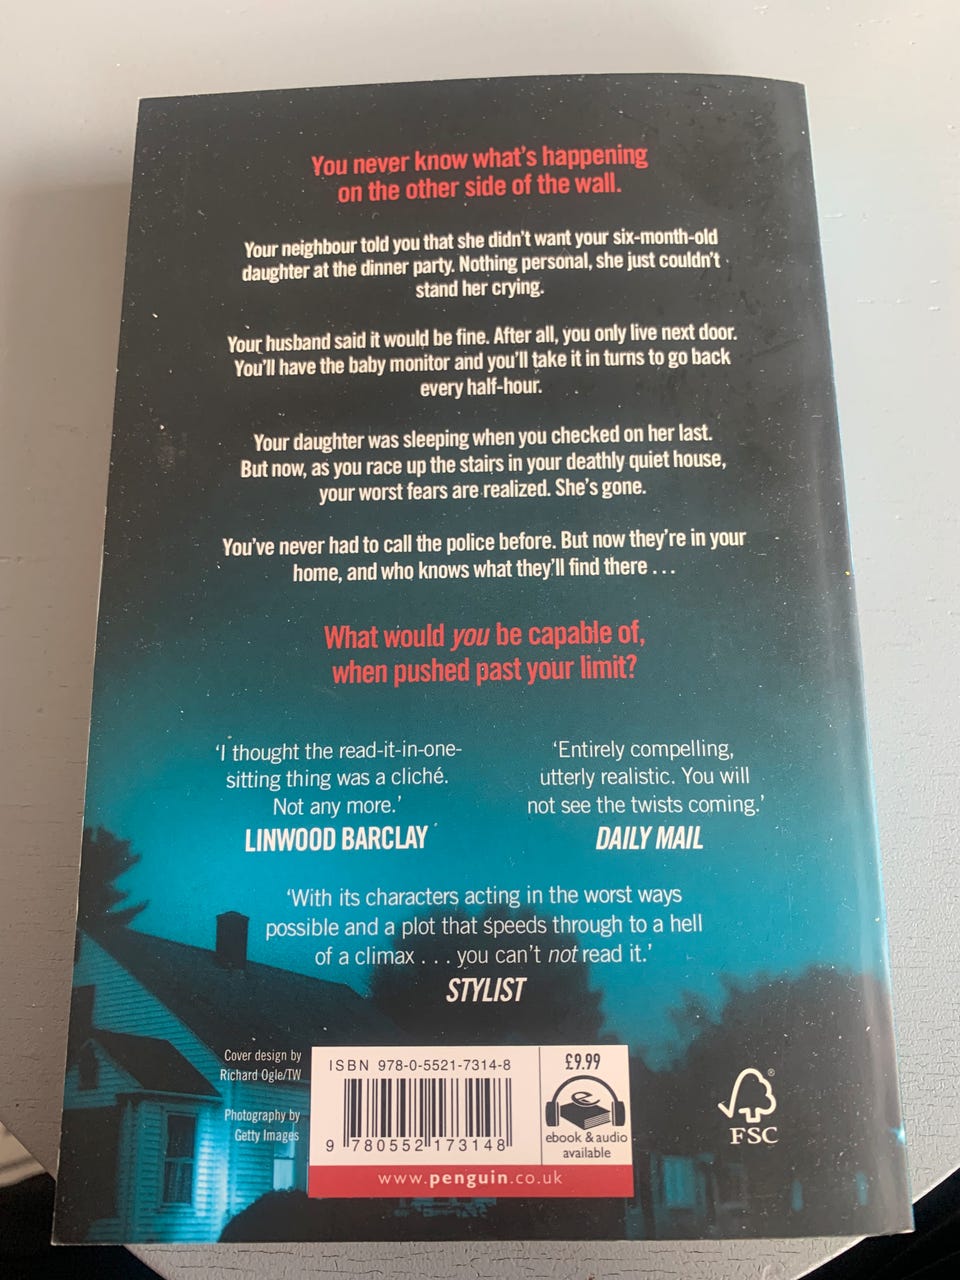 You never know what's happening
on the other side of the wall.
Your neighbour told you that she didn't want your six-month-old
daughter at the dinner party. Nothing personal, she just couldn't
stand her crying.
Your husband said it would be fine. After all, you only live next door.
You'll have the baby monitor and you'll take it in turns to go back
every half-hour.
Your daughter was sleeping when you checked on her last.
But now, as you race up the stairs in your deathly quiet house,
your worst fears are realized. She's gone.
You've never had to call the police before. But now they're in your
home, and who knows what they'll find there . . .
What would you be capable of,
when pushed past your limit?
'I thought the read-it-in-one-
sitting thing was a cliché.
Not any more.'
LINWOOD BARCLAY
'Entirely compelling,
utterly realistic. You will
not see the twists coming.'
DAILY MAIL
'With its characters acting in the worst ways
possible and a plot that speeds through to a hell
of a climax . . . you can't not read it.'
STYLIST
Cover design by
Richard Ogle/TW
Photography by
Getty Images
ISBN 978-0-5521-7314-8
9 780552 173148
£9.99
e
ebook & audio
available
www.penguin.co.uk
®
FSC